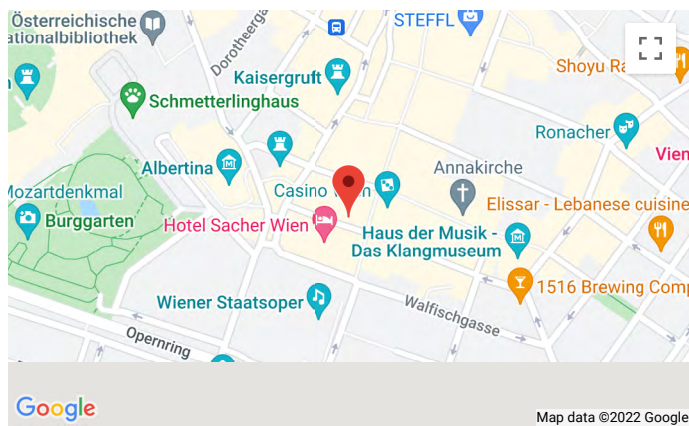 Österreichische
ationalbibliothek
Dorotheerga
STEFFL
Kaisergruft
Shoyu Ra
Schmetterlinghaus
Ronacher
Albertina
Annakirche
Vien
Mozartdenkmal
Casino
Burggarten
Elissar - Lebanese cuisine
Hotel Sacher Wien
Haus der Musik -
Das Klangmuseum
Wiener Staatsoper
1516 Brewing Comp
Walfischgasse
Opernring
Google
Map data ©2022 Google